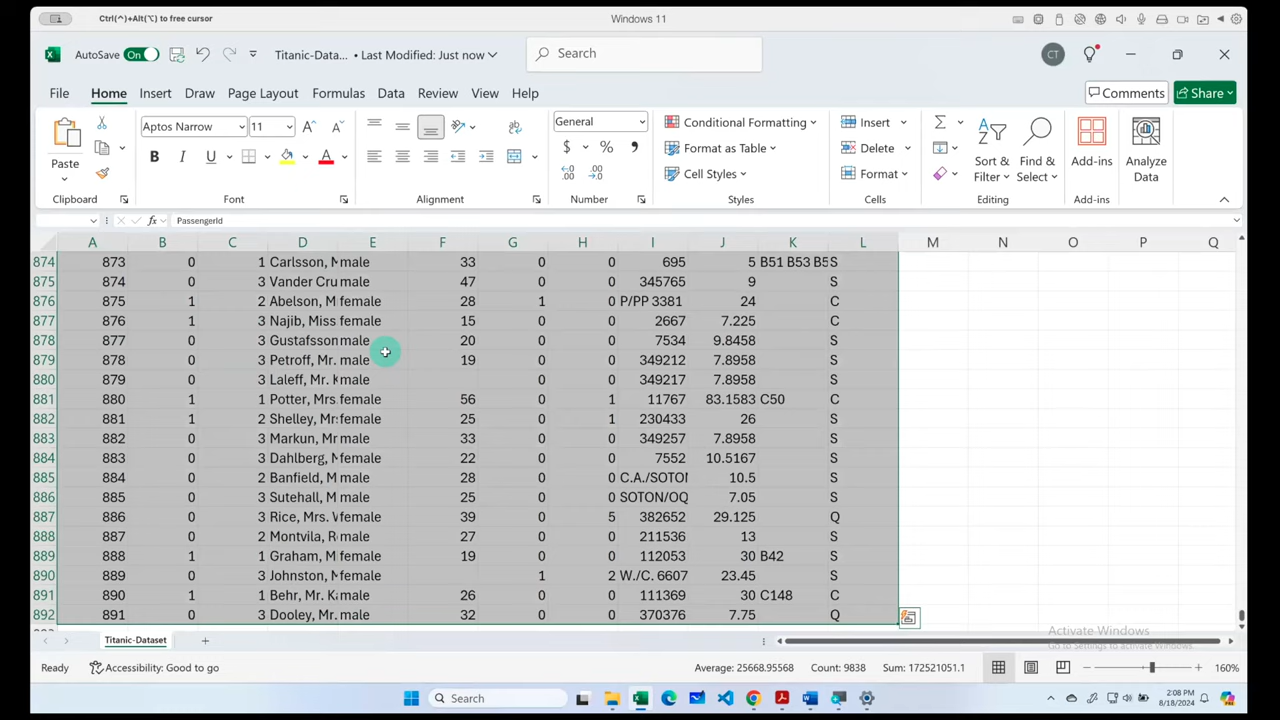 Ctrl(^)+Alt(⌥) to free cursor
Windows 11
AutoSave On Titanic-Data... • Last Modified: Just now Search CT
File Home Insert Draw Page Layout Formulas Data Review View Help Comments Share
Paste
Clipboard
Aptos Narrow 11
B I U A
Font
Alignment
General
$ % ,
Number
Conditional Formatting
Format as Table
Cell Styles
Styles
Insert
Delete
Format
Cells
Sort & Filter
Find & Select
Editing
Add-ins
Add-ins
Analyze Data
fx PassengerId
A B C D E F G H I J K L M N O P Q
874 873 0 1 Carlsson, M male 33 0 0 695 5 B51 B53 B5 S
875 874 0 3 Vander Cru male 47 0 0 345765 9 S
876 875 1 2 Abelson, M female 28 1 0 P/PP 3381 24 C
877 876 1 3 Najib, Miss female 15 0 0 2667 7.225 C
878 877 0 3 Gustafsson male 20 0 0 7534 9.8458 S
879 878 0 3 Petroff, Mr. male 19 0 0 349212 7.8958 S
880 879 0 3 Laleff, Mr. K male 0 0 349217 7.8958 S
881 880 1 1 Potter, Mrs female 56 0 1 11767 83.1583 C50 C
882 881 1 2 Shelley, Mr female 25 0 1 230433 26 S
883 882 0 3 Markun, Mr male 33 0 0 349257 7.8958 S
884 883 0 3 Dahlberg, M female 22 0 0 7552 10.5167 S
885 884 0 2 Banfield, M male 28 0 0 C.A./SOTON 10.5 S
886 885 0 3 Sutehall, M male 25 0 0 SOTON/OQ 7.05 S
887 886 0 3 Rice, Mrs. W female 39 0 5 382652 29.125 Q
888 887 0 2 Montvila, R male 27 0 0 211536 13 S
889 888 1 1 Graham, M female 19 0 0 112053 30 B42 S
890 889 0 3 Johnston, M female 1 2 W./C. 6607 23.45 S
891 890 1 1 Behr, Mr. K male 26 0 0 111369 30 C148 C
892 891 0 3 Dooley, Mr. male 32 0 0 370376 7.75 Q
Titanic-Dataset
Activate Windows
Go to Settings to activate Windows.
Ready Accessibility: Good to go Average: 25668.95568 Count: 9838 Sum: 172521051.1 160%
Search
2:08 PM
8/18/2024